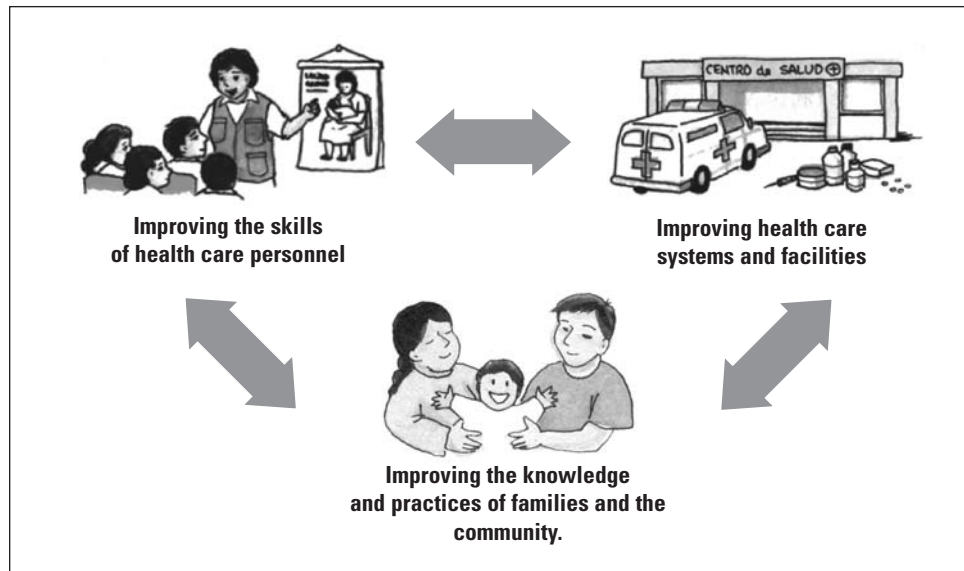 CENTRO de SALUD
Improving the skills
of health care personnel
Improving health care
systems and facilities
Improving the knowledge
and practices of families and the
community.